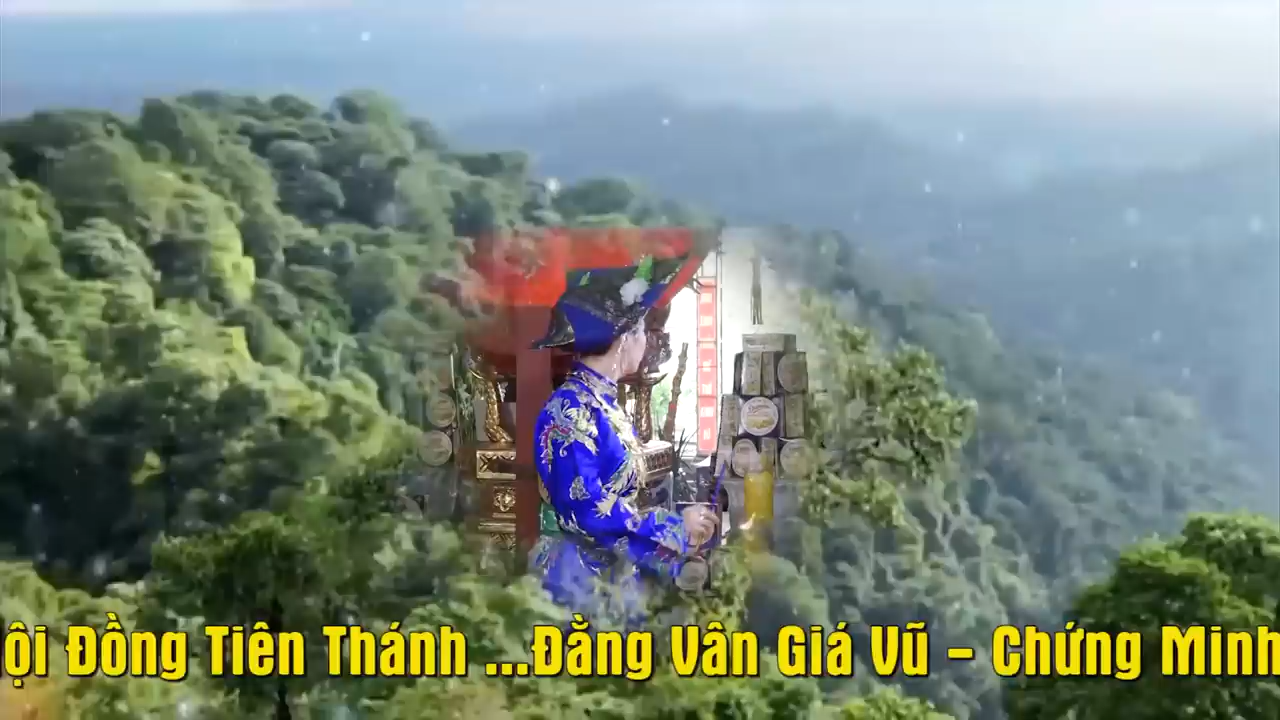 ội Đồng Tiên Thánh ...Đằng Vân Giá Vũ – Chứng Minh